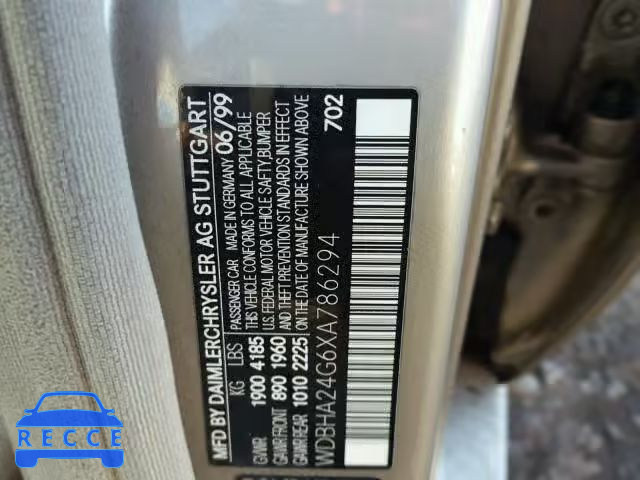 MFD BY DAIMLERCHRYSLER AG STUTTGART
PASSENGER CAR MADE IN GERMANY 06/99
KG LBS
THIS VEHICLE CONFORMS TO ALL APPLICABLE
GVWR 1900 4185
U.S. FEDERAL MOTOR VEHICLE SAFETY,BUMPER
GAWR FRONT 890 1960
AND THEFT PREVENTION STANDARDS IN EFFECT
GAWR REAR 1010 2225
ON THE DATE OF MANUFACTURE SHOWN ABOVE
WDBHA24G6XA786294
702
RECCE